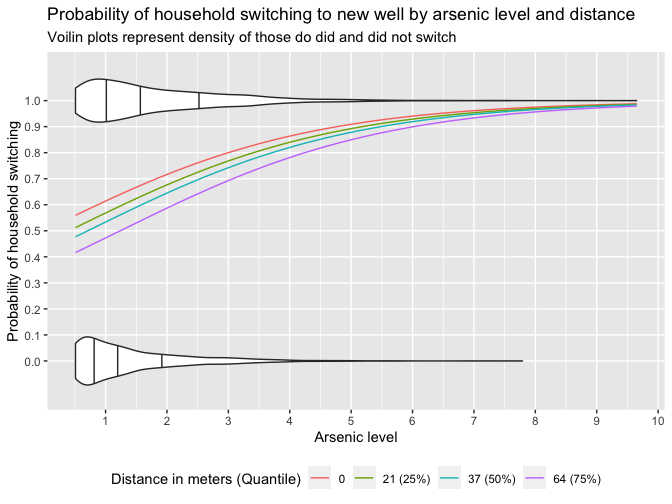 Probability of household switching to new well by arsenic level and distance
Voilin plots represent density of those do did and did not switch
Probability of household switching
1.0
0.9
0.8
0.7
0.6
0.5
0.4
0.3
0.2
0.1
0.0
1 2 3 4 5 6 7 8 9 10
Arsenic level
Distance in meters (Quantile) 0 21 (25%) 37 (50%) 64 (75%)